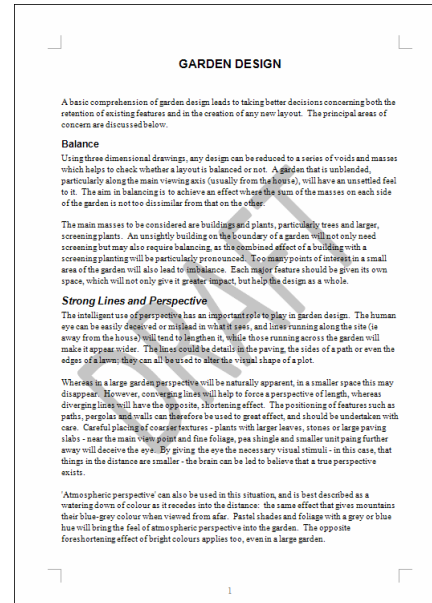 GARDEN DESIGN
A basic comprehension of garden design leads to taking better decisions concerning both the
retention of existing features and in the creation of any new layout. The principal areas of
concern are discussed below.
Balance
Using three dimensional drawings, any design can be reduced to a series of voids and masses
which helps to check whether a layout is balanced or not. A garden that is unblended,
particularly along the main viewing axis (usually from the house), will have an unsettled feel
to it. The aim in balancing is to achieve an effect where the sum of the masses on each side
of the garden is not too dissimilar from that on the other.
The main masses to be considered are buildings and plants, particularly trees and larger,
screening plants. An unsightly building on the boundary of a garden will not only need
screening but may also require balancing, as the combined effect of a building with a
screening planting will be particularly pronounced. Too many points of interest in a small
area of the garden will also lead to imbalance. Each major feature should be given its own
space, which will not only give it greater impact, but help the design as a whole.
Strong Lines and Perspective
The intelligent use of perspective has an important role to play in garden design. The human
eye can be easily deceived or mislead in what it sees, and lines running along the site (ie
away from the house) will tend to lengthen it, while those running across the garden will
make it appear wider. The lines could be details in the paving, the sides of a path or even the
edges of a lawn; they can all be used to alter the visual shape of a plot.
Whereas in a large garden perspective will be naturally apparent, in a smaller space this may
disappear. However, converging lines will help to force a perspective of length, whereas
diverging lines will have the opposite, shortening effect. The positioning of features such as
paths, pergolas and walls can therefore be used to great effect, and should be undertaken with
care. Careful placing of coarser textures - plants with larger leaves, stones or large paving
slabs - near the main view point and fine foliage, pea shingle and smaller unit paing further
away will deceive the eye. By giving the eye the necessary visual stimuli - in this case, that
things in the distance are smaller - the brain can be led to believe that a true perspective
exists.
'Atmospheric perspective' can also be used in this situation, and is best described as a
watering down of colour as it recedes into the distance: the same effect that gives mountains
their blue-grey colour when viewed from afar. Pastel shades and foliage with a grey or blue
hue will bring the feel of atmospheric perspective into the garden. The opposite
foreshortening effect of bright colours applies too, even in a large garden.
DRAFT
1